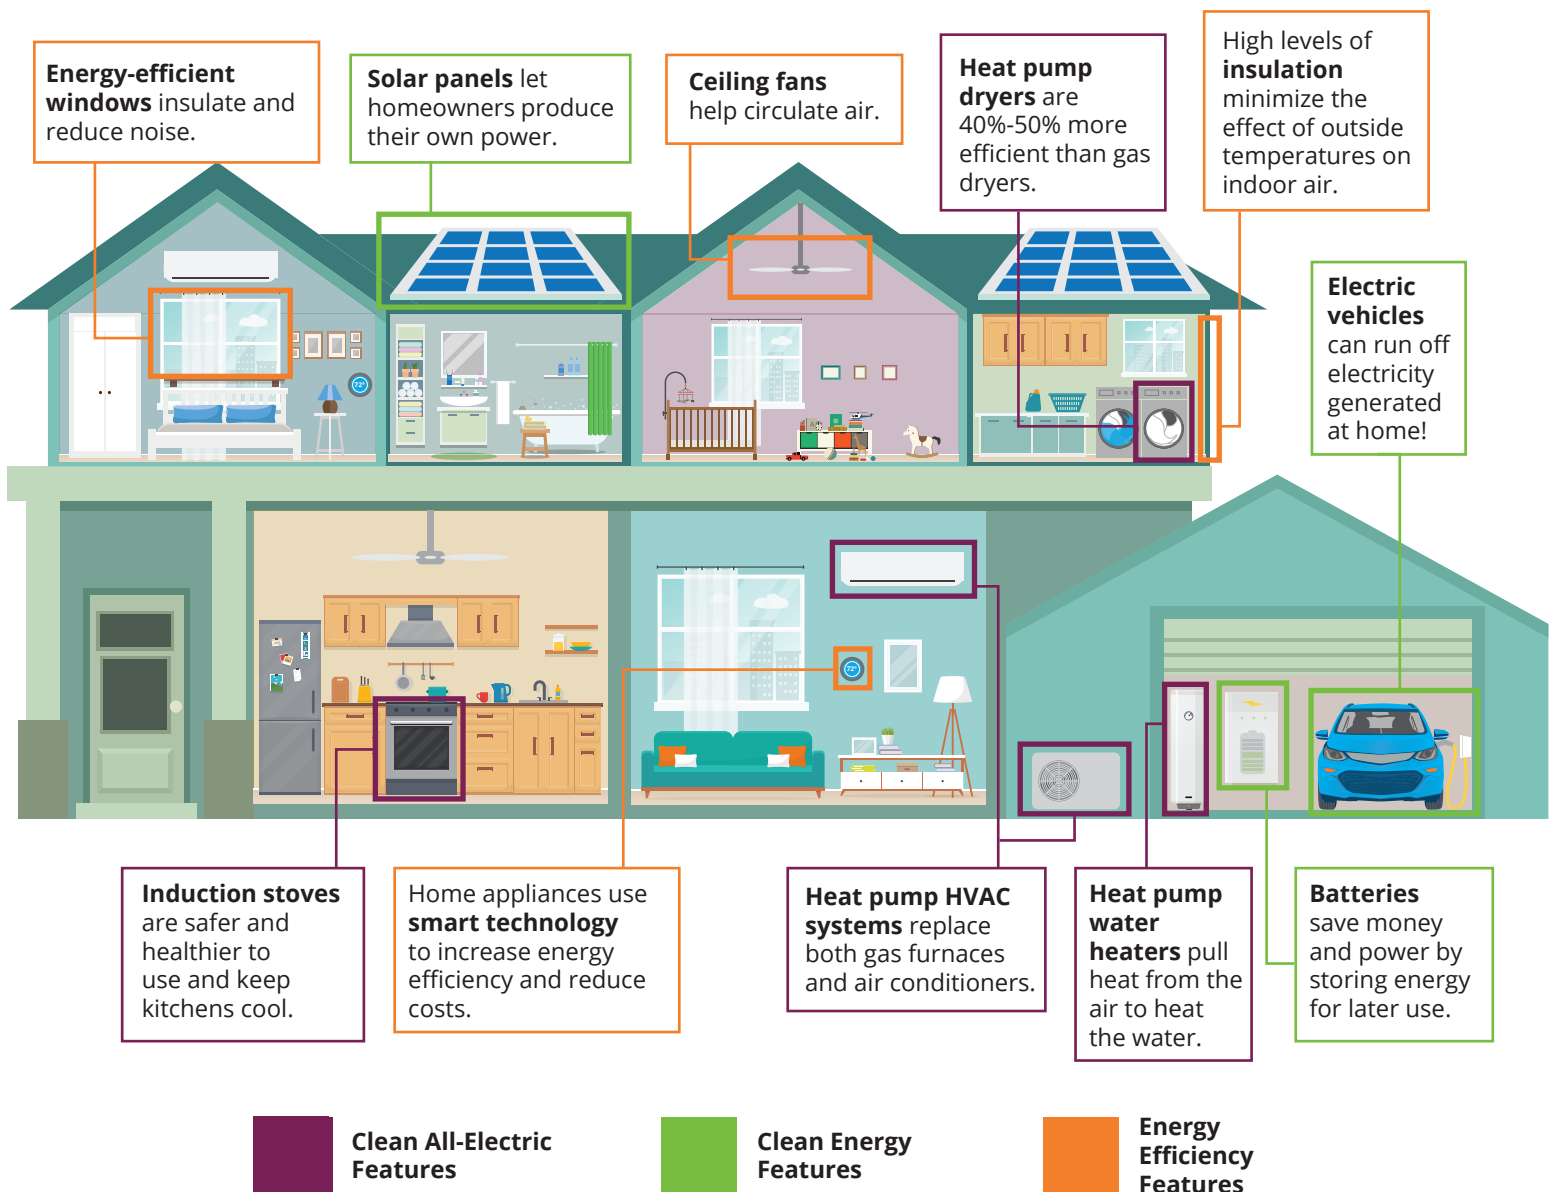 Energy-efficient
windows insulate and
reduce noise.
Solar panels let
homeowners produce
their own power.
Ceiling fans
help circulate air.
Heat pump
dryers are
40%-50% more
efficient than gas
dryers.
High levels of
insulation
minimize the
effect of outside
temperatures on
indoor air.
Electric
vehicles
can run off
electricity
generated
at home!
72°
72°
Induction stoves
are safer and
healthier to
use and keep
kitchens cool.
Home appliances use
smart technology
to increase energy
efficiency and reduce
costs.
Heat pump HVAC
systems replace
both gas furnaces
and air conditioners.
Heat pump
water
heaters pull
heat from the
air to heat
the water.
Batteries
save money
and power by
storing energy
for later use.
Clean All-Electric
Features
Clean Energy
Features
Energy
Efficiency
Features